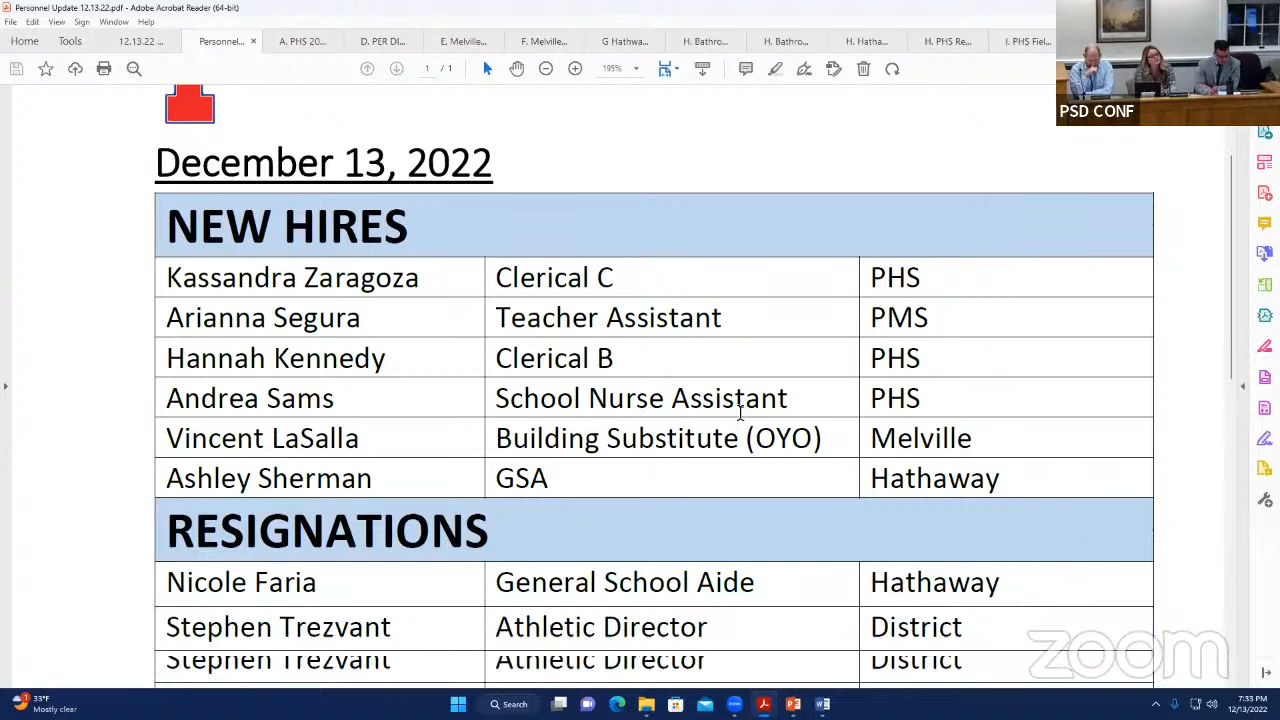 Personnel Update 12.13.22.pdf - Adobe Acrobat Reader (64-bit)
File Edit View Sign Window Help
Home Tools 12.13.22 ... Personnel... × A. PHS 20... D. PER DI... J. Melville... Melville... G Hathwa... H. Bathro... H. Bathro... H. Hatha... H. PHS Re... I. PHS Fiel...
1 195%
PSD CONF
December 13, 2022
NEW HIRES
Kassandra Zaragoza Clerical C PHS
Arianna Segura Teacher Assistant PMS
Hannah Kennedy Clerical B PHS
Andrea Sams School Nurse Assistant PHS
Vincent LaSalla Building Substitute (OYO) Melville
Ashley Sherman GSA Hathaway
RESIGNATIONS
Nicole Faria General School Aide Hathaway
Stephen Trezvant Athletic Director District
Stephen Trezvant Athletic Director District
zoom
1 33°F
Mostly clear
Search
7:33 PM
12/13/2022